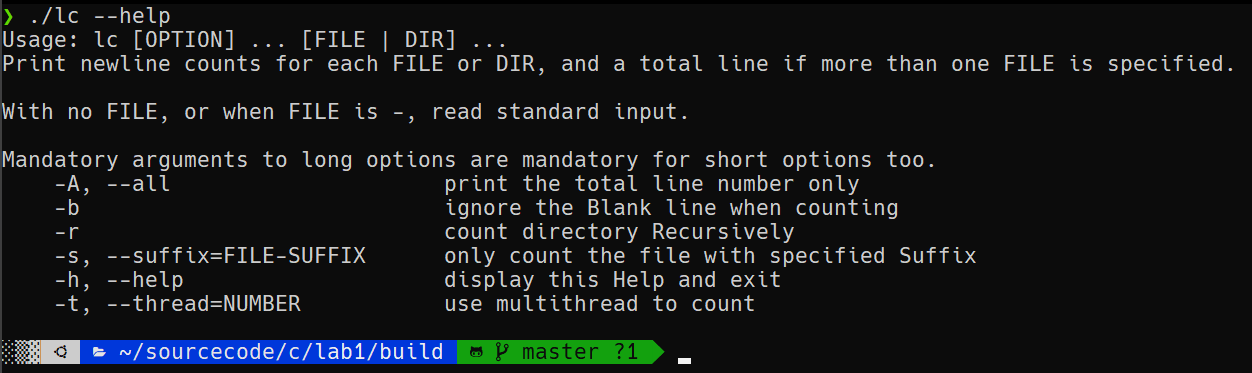 ❯ ./lc --help
Usage: lc [OPTION] ... [FILE | DIR] ...
Print newline counts for each FILE or DIR, and a total line if more than one FILE is specified.
With no FILE, or when FILE is -, read standard input.
Mandatory arguments to long options are mandatory for short options too.
-A, --all print the total line number only
-b ignore the Blank line when counting
-r count directory Recursively
-s, --suffix=FILE-SUFFIX only count the file with specified Suffix
-h, --help display this Help and exit
-t, --thread=NUMBER use multithread to count
~/sourcecode/c/lab1/build master ?1